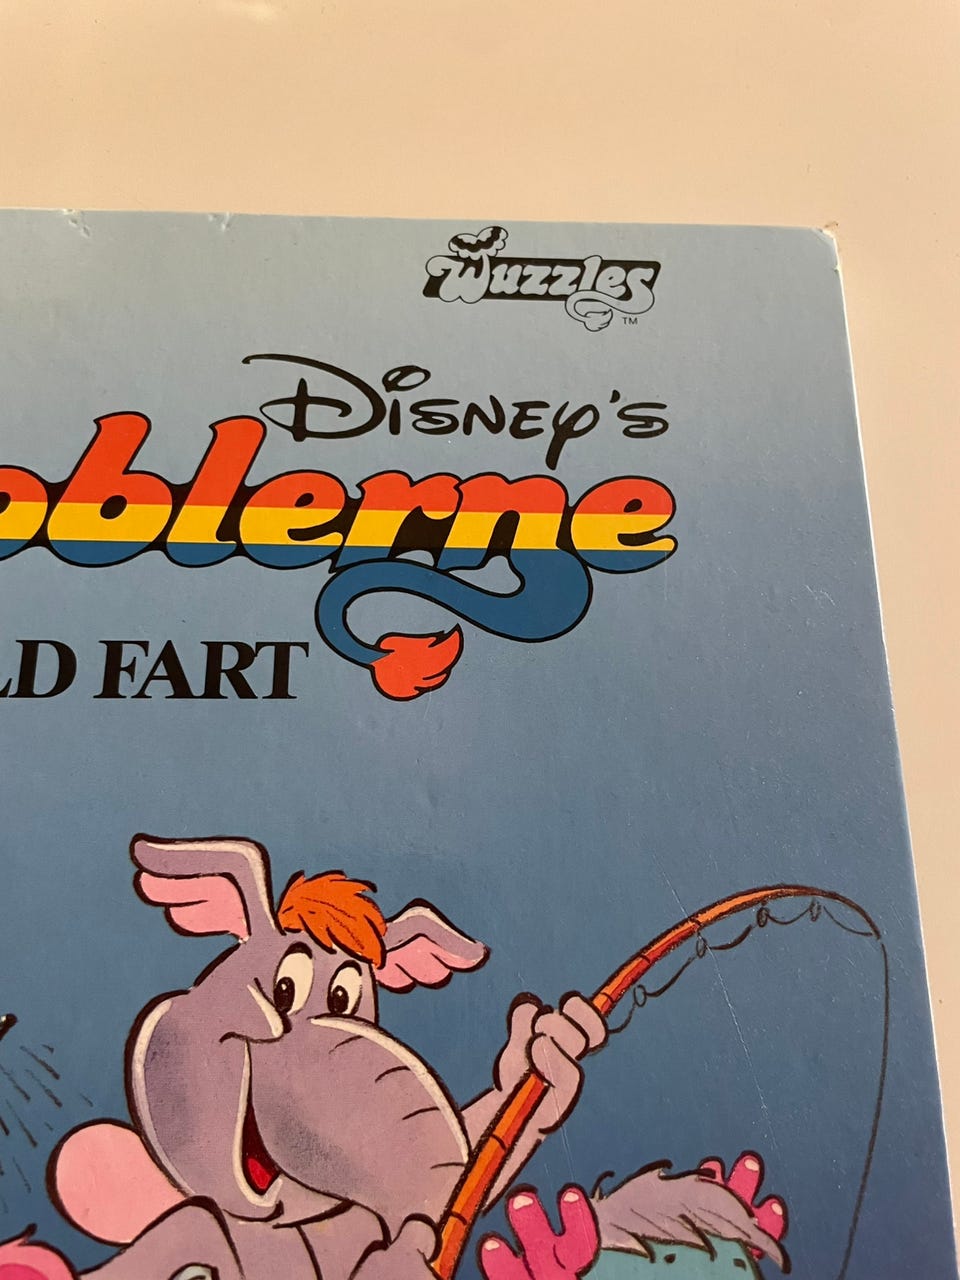 Wuzzles
TM
DISNEY'S
oblerne
LD FART